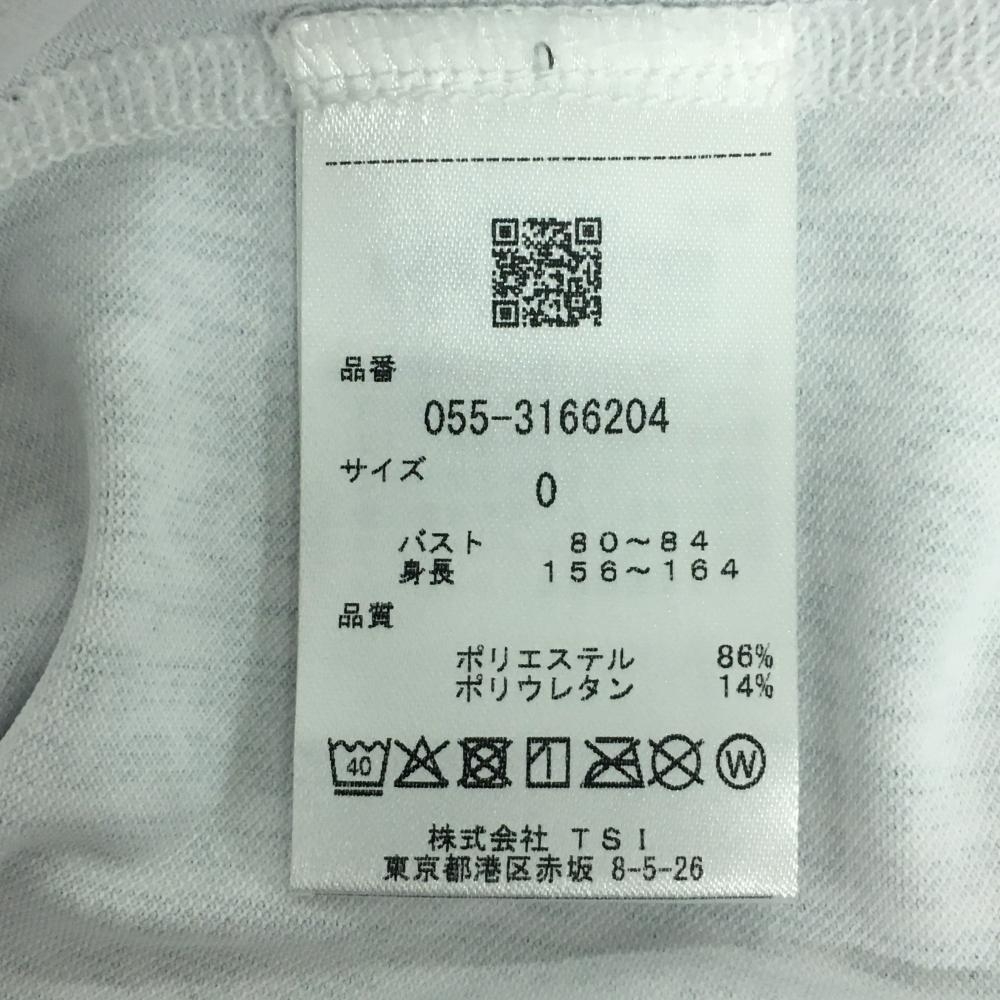 品番
055-3166204
サイズ
0
バスト 80～84
身長 156～164
品質
ポリエステル 86%
ポリウレタン 14%
40 W
株式会社 TSI
東京都港区赤坂 8-5-26